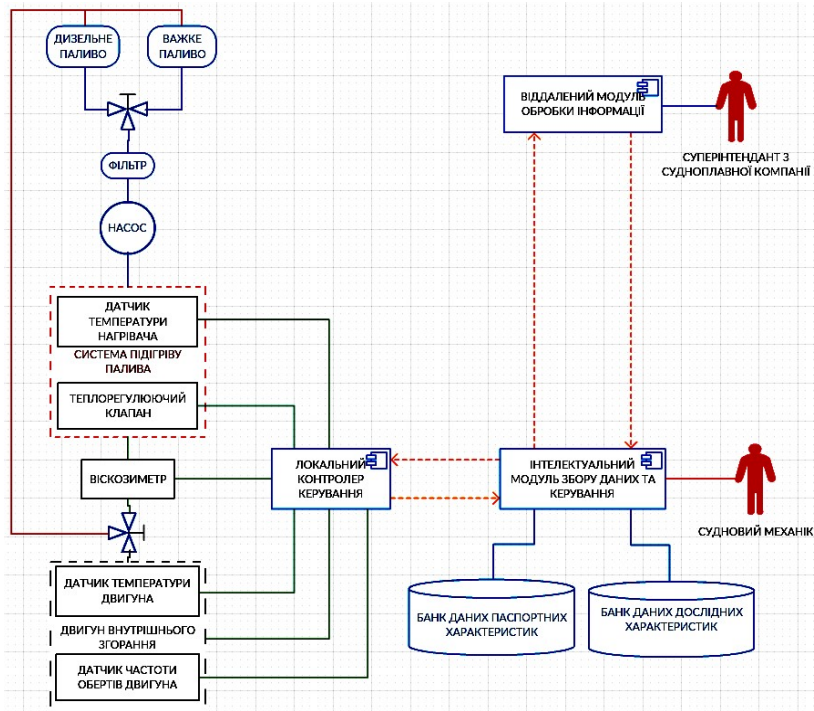 ДИЗЕЛЬНЕ
ПАЛИВО
ВАЖКЕ
ПАЛИВО
ФІЛЬТР
НАСОС
ДАТЧИК
ТЕМПЕРАТУРИ
НАГРІВАЧА
СИСТЕМА ПІДІГРІВУ
ПАЛИВА
ТЕПЛОРЕГУЛЮЮЧИЙ
КЛАПАН
ВІСКОЗИМЕТР
ДАТЧИК ТЕМПЕРАТУРИ
ДВИГУНА
ДВИГУН ВНУТРІШНЬОГО
ЗГОРАННЯ
ДАТЧИК ЧАСТОТИ
ОБЕРТІВ ДВИГУНА
ЛОКАЛЬНИЙ
КОНТРОЛЕР
КЕРУВАННЯ
ВІДДАЛЕНИЙ МОДУЛЬ
ОБРОБКИ ІНФОРМАЦІЇ
СУПЕРІНТЕНДАНТ З
СУДНОПЛАВНОЇ КОМПАНІЇ
ІНТЕЛЕКТУАЛЬНИЙ
МОДУЛЬ ЗБОРУ ДАНИХ ТА
КЕРУВАННЯ
СУДНОВИЙ МЕХАНІК
БАНК ДАНИХ ПАСПОРТНИХ
ХАРАКТЕРИСТИК
БАНК ДАНИХ ДОСЛІДНИХ
ХАРАКТЕРИСТИК